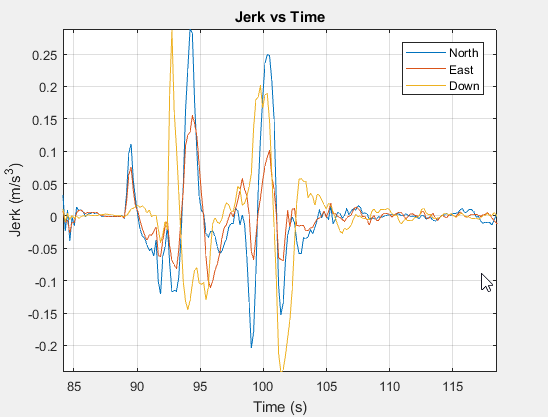 Jerk vs Time
North
East
Down
0.25
0.2
0.15
0.1
0.05
0
-0.05
-0.1
-0.15
-0.2
Jerk (m/s³)
85 90 95 100 105 110 115
Time (s)